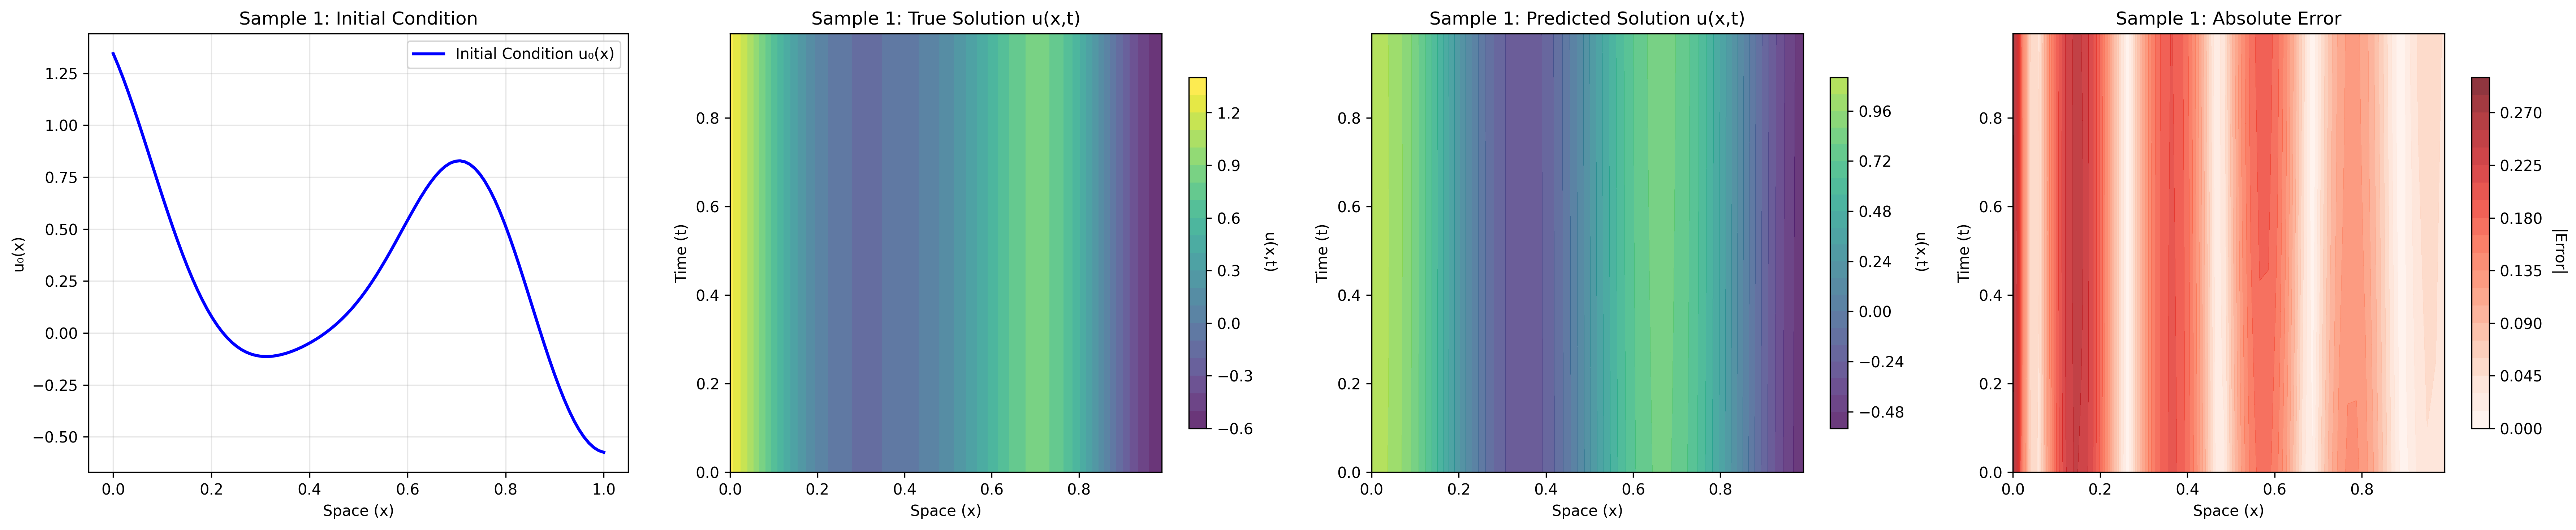 Sample 1: Initial Condition
Initial Condition u₀(x)
u₀(x)
1.25
1.00
0.75
0.50
0.25
0.00
−0.25
−0.50
0.0 0.2 0.4 0.6 0.8 1.0
Space (x)
Sample 1: True Solution u(x,t)
Time (t)
0.8
0.6
0.4
0.2
0.0
0.0 0.2 0.4 0.6 0.8
Space (x)
1.2
0.9
0.6
0.3
0.0
−0.3
−0.6
u(x,t)
Sample 1: Predicted Solution u(x,t)
Time (t)
0.8
0.6
0.4
0.2
0.0
0.0 0.2 0.4 0.6 0.8
Space (x)
0.96
0.72
0.48
0.24
0.00
−0.24
−0.48
u(x,t)
Sample 1: Absolute Error
Time (t)
0.8
0.6
0.4
0.2
0.0
0.0 0.2 0.4 0.6 0.8
Space (x)
0.270
0.225
0.180
0.135
0.090
0.045
0.000
|Error|